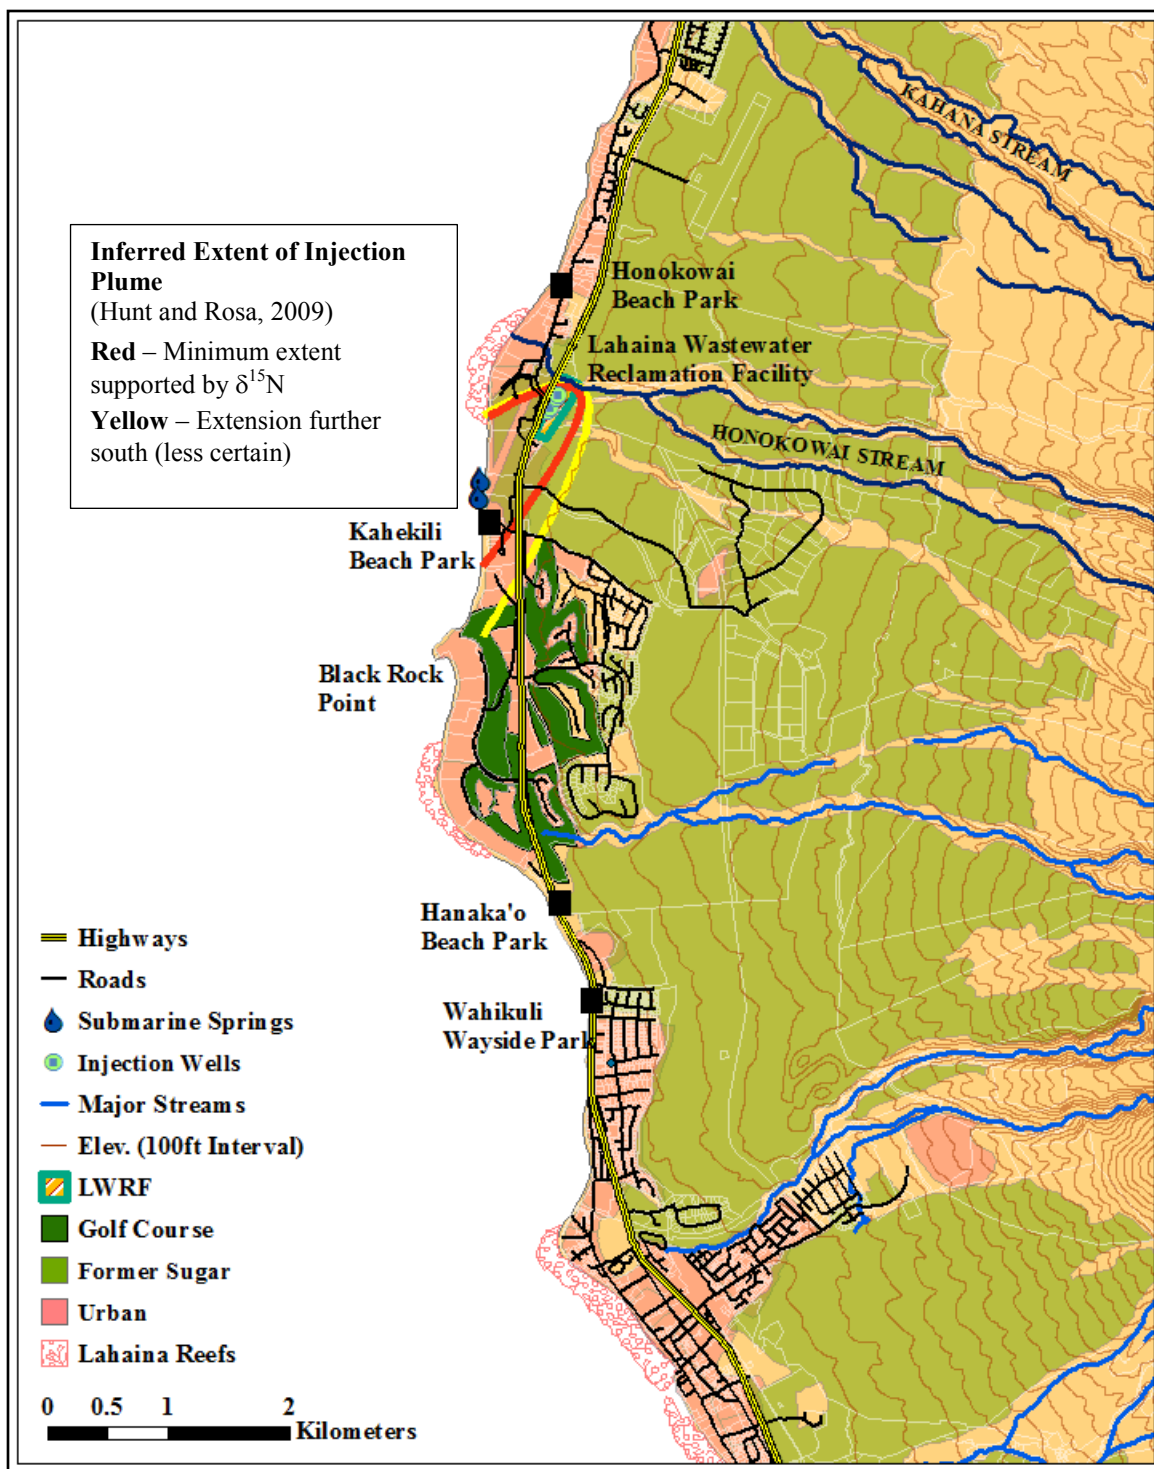 KAHANA STREAM
Inferred Extent of Injection
Plume
(Hunt and Rosa, 2009)
Red – Minimum extent
supported by δ¹⁵N
Yellow – Extension further
south (less certain)
Honokowai
Beach Park
Lahaina Wastewater
Reclamation Facility
HONOKOWAI STREAM
Kahekili
Beach Park
Black Rock
Point
Hanaka'o
Beach Park
Wahikuli
Wayside Park
Highways
Roads
Submarine Springs
Injection Wells
Major Streams
Elev. (100ft Interval)
LWRF
Golf Course
Former Sugar
Urban
Lahaina Reefs
0 0.5 1 2
Kilometers